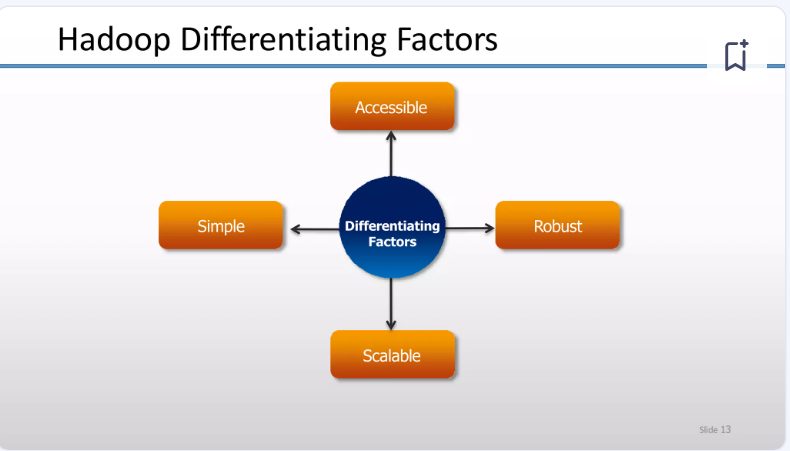 Hadoop Differentiating Factors
Accessible
Simple
Differentiating
Factors
Robust
Scalable
Slide 13